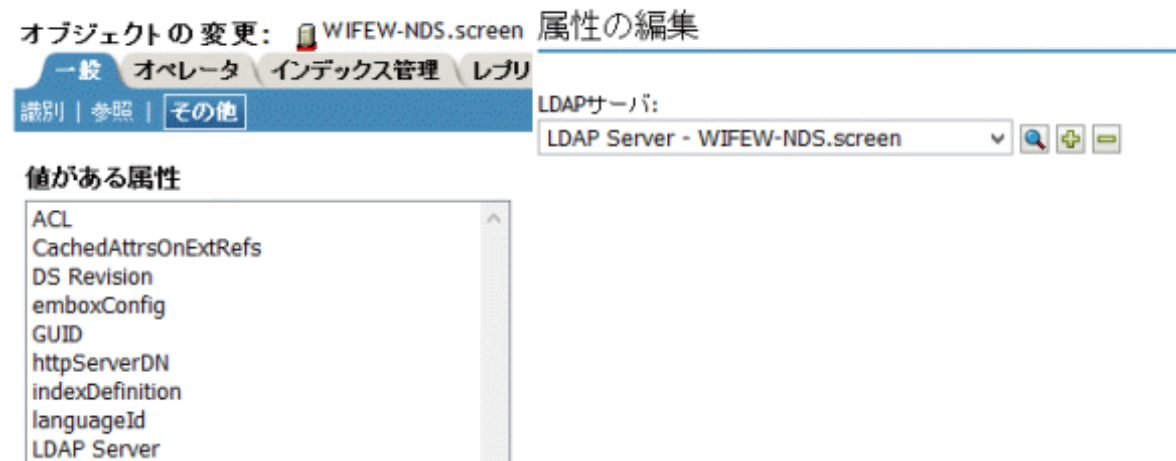 オブジェクトの変更: WIFEW-NDS.screen
一般 オペレータ インデックス管理 レプリ
識別 | 参照 | その他
値がある属性
ACL
CachedAttrsOnExtRefs
DS Revision
emboxConfig
GUID
httpServerDN
indexDefinition
languageId
LDAP Server
属性の編集
LDAPサーバ:
LDAP Server - WIFEW-NDS.screen